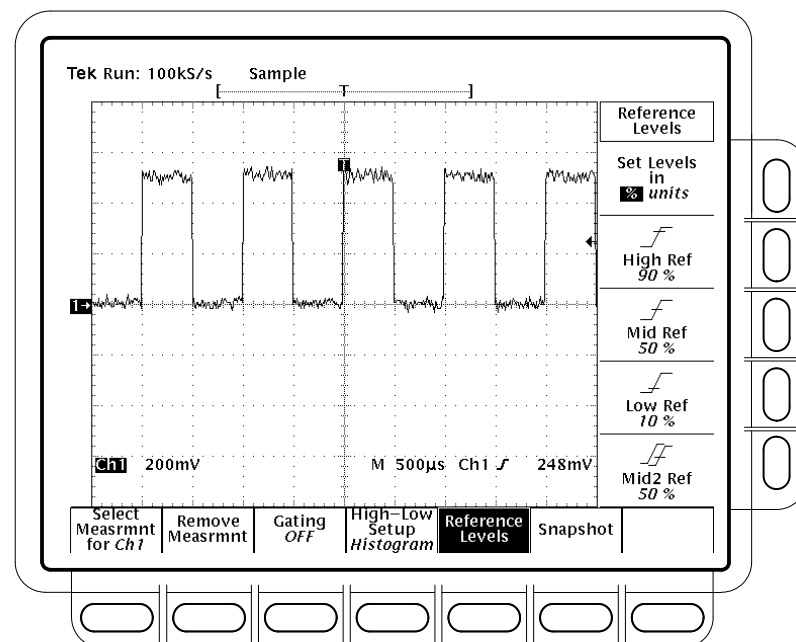 Tek Run: 100kS/s Sample
[ T ]
Reference
Levels
Set Levels
in
% units
High Ref
90 %
Mid Ref
50 %
Low Ref
10 %
Mid2 Ref
50 %
T
1→
Ch1 200mV M 500µs Ch1 248mV
Select
Measrmnt
for Ch1
Remove
Measrmnt
Gating
OFF
High–Low
Setup
Histogram
Reference
Levels
Snapshot